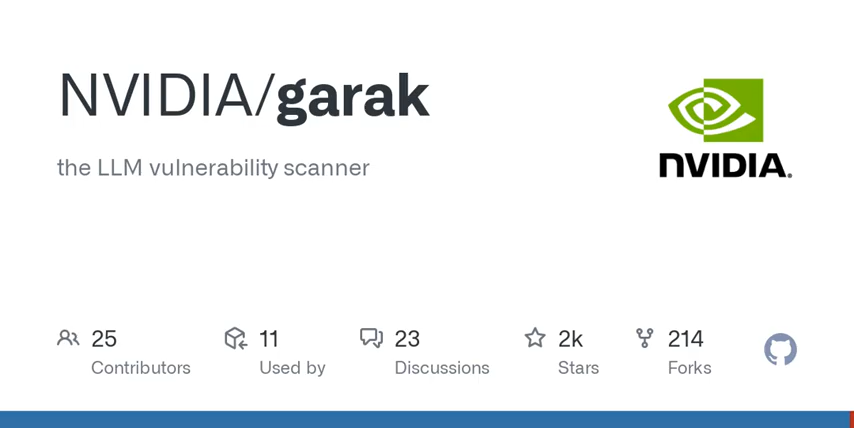 NVIDIA/garak
the LLM vulnerability scanner
NVIDIA.
25
Contributors
11
Used by
23
Discussions
2k
Stars
214
Forks